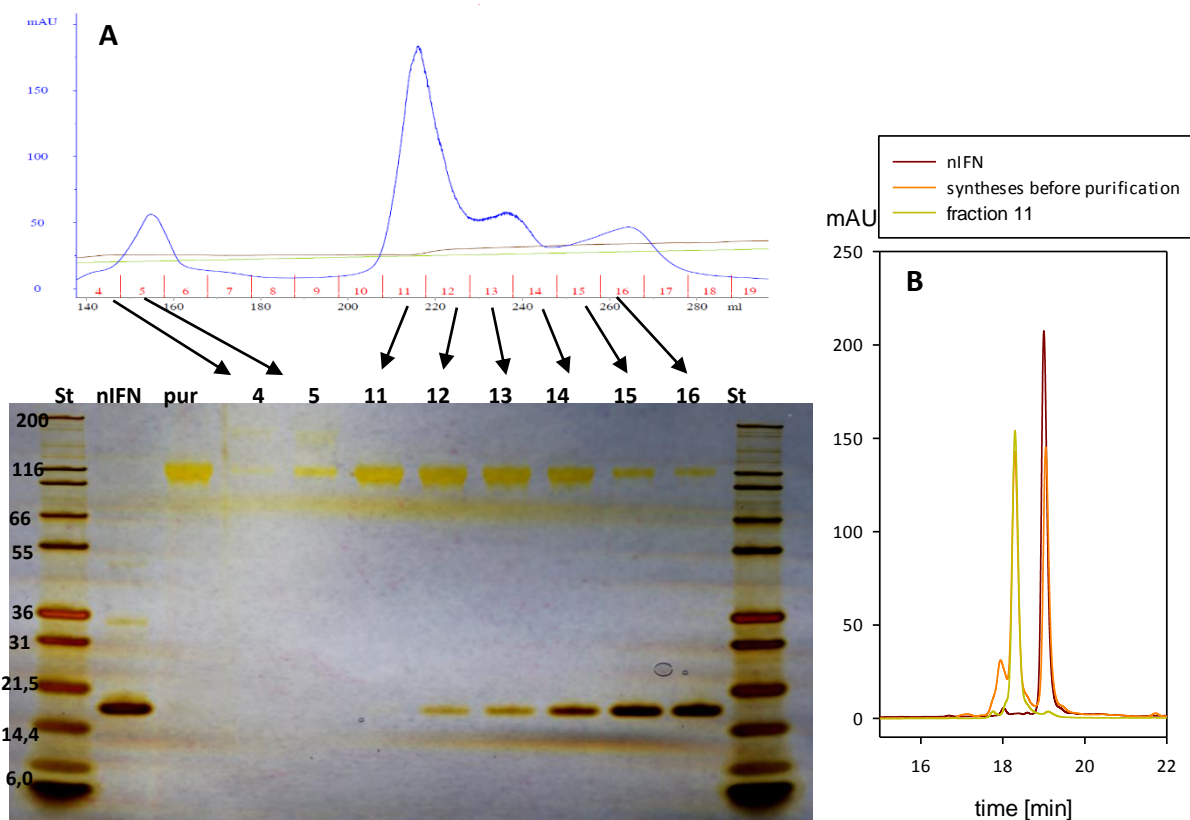 mAU
A
150
100
50
0
4 5 6 7 8 9 10 11 12 13 14 15 16 17 18 19
140 160 180 200 220 240 260 280 ml
St nIFN pur 4 5 11 12 13 14 15 16 St
200
116
66
55
36
31
21,5
14,4
6,0
nIFN
syntheses before purification
fraction 11
mAU
B
250
200
150
100
50
0
16 18 20 22
time [min]